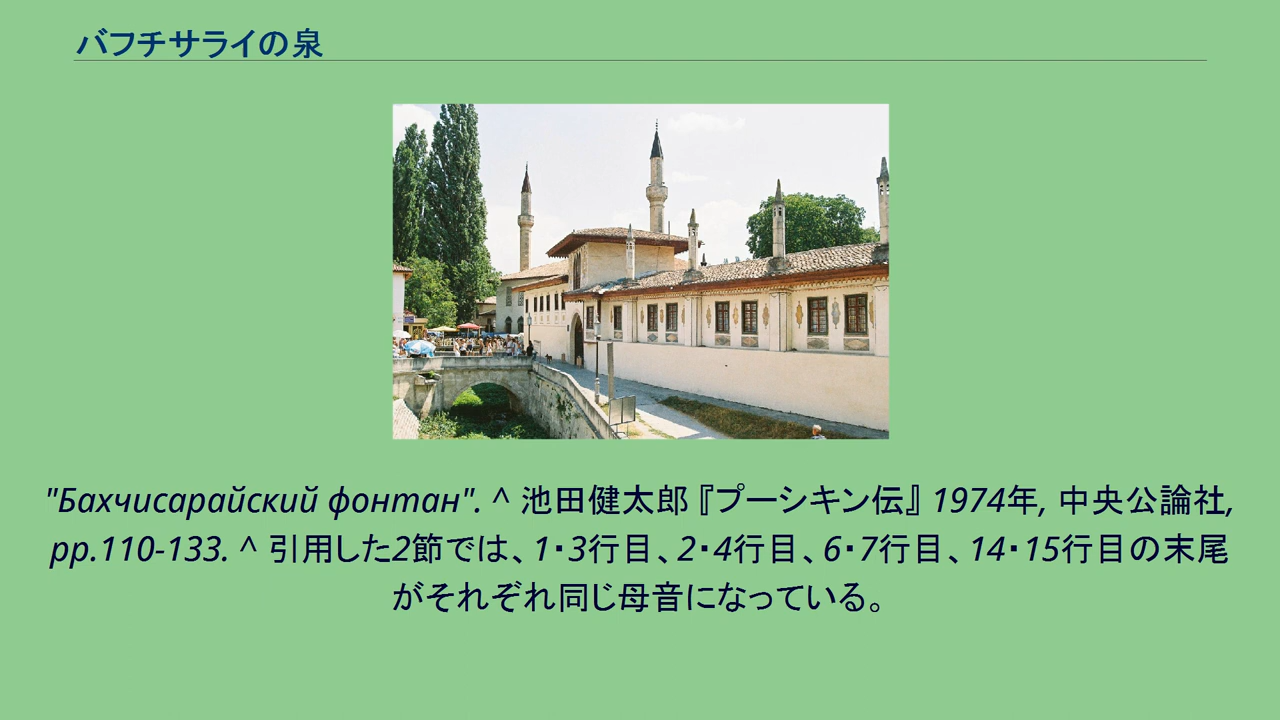 バフチサライの泉
"Бахчисарайский фонтан". ^ 池田健太郎『プーシキン伝』1974年, 中央公論社,
pp.110-133. ^ 引用した2節では、1・3行目、2・4行目、6・7行目、14・15行目の末尾
がそれぞれ同じ母音になっている。